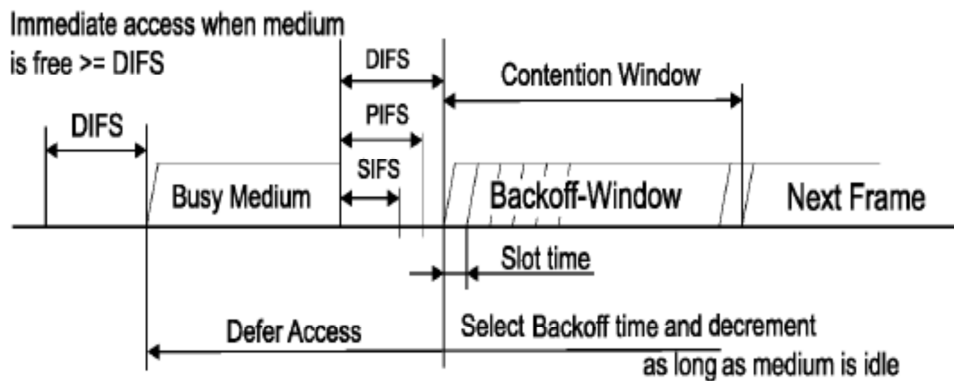 Immediate access when medium
is free >= DIFS
DIFS
DIFS
PIFS
SIFS
Contention Window
Busy Medium
Backoff-Window
Next Frame
Slot time
Defer Access
Select Backoff time and decrement
as long as medium is idle